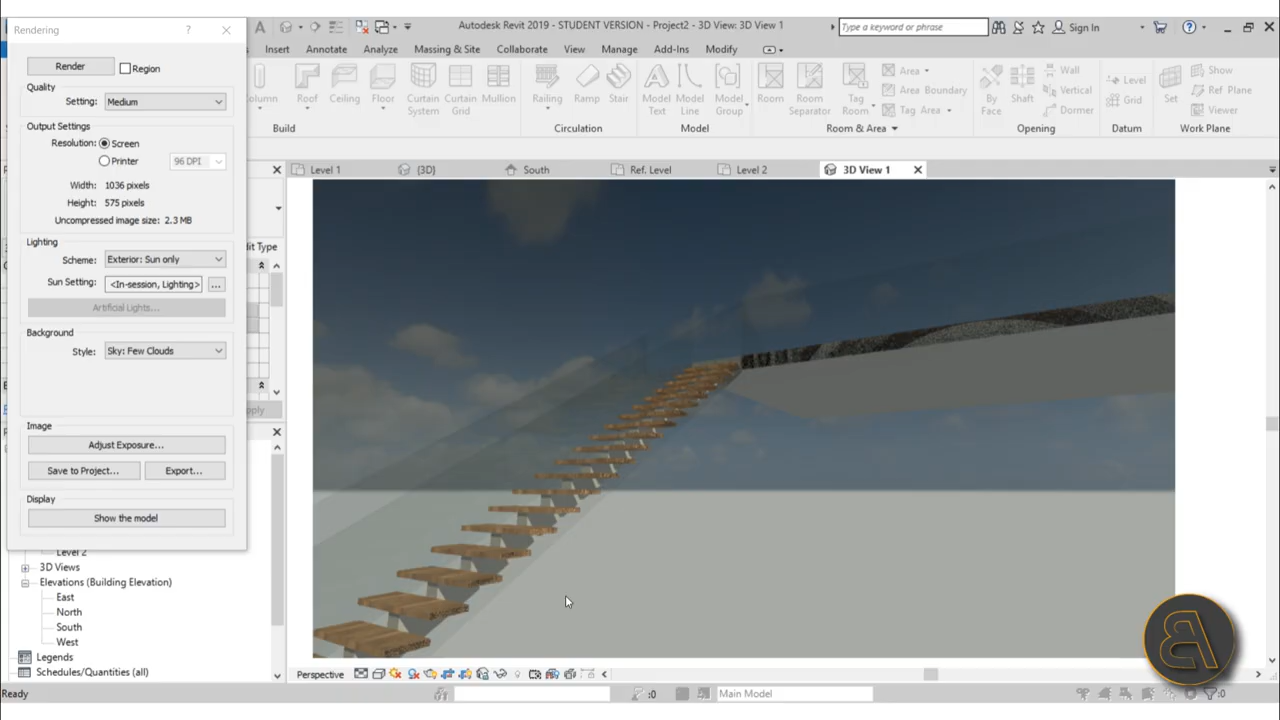 Rendering
?
Autodesk Revit 2019 - STUDENT VERSION - Project2 - 3D View: 3D View 1
Type a keyword or phrase
Sign In
Insert Annotate Analyze Massing & Site Collaborate View Manage Add-Ins Modify
Render
Region
Quality
Setting: Medium
Output Settings
Resolution: Screen
Printer 96 DPI
Width: 1036 pixels
Height: 575 pixels
Uncompressed image size: 2.3 MB
Lighting
Scheme: Exterior: Sun only
Sun Setting: <In-session, Lighting> ...
Artificial Lights...
Background
Style: Sky: Few Clouds
Image
Adjust Exposure...
Save to Project... Export...
Display
Show the model
Roof Ceiling Floor Curtain System Curtain Grid Mullion
Build
Railing Ramp Stair
Circulation
Model Text Model Line Model Group
Model
Room Room Separator Tag Room
Area
Area Boundary
Tag Area
Room & Area
By Face Shaft
Wall
Vertical
Dormer
Opening
Level
Grid
Datum
Set
Show
Ref Plane
Viewer
Work Plane
Level 1 {3D} South Ref. Level Level 2 3D View 1
Level 2
3D Views
Elevations (Building Elevation)
East
North
South
West
Legends
Schedules/Quantities (all)
Perspective
Ready
:0
Main Model
:0